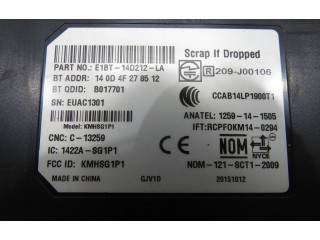 Scrap If Dropped
PART NO.: E1BT-14D212-LA
R 209-J00106
BT ADDR: 14 0D 4F 27 85 12
BT QDID: B017701
CCAB14LP1900T1
SN: EUAC1301
Model: KMHSG1P1
ANATEL: 1259-14-1505
IFT:RCPFOKM14-0294
CNC: C-13259
IC: 1422A-SG1P1
NOM
NYCE
FCC ID: KMHSG1P1
NOM-121-SCT1-2009
MADE IN CHINA
GJV1D
20151012